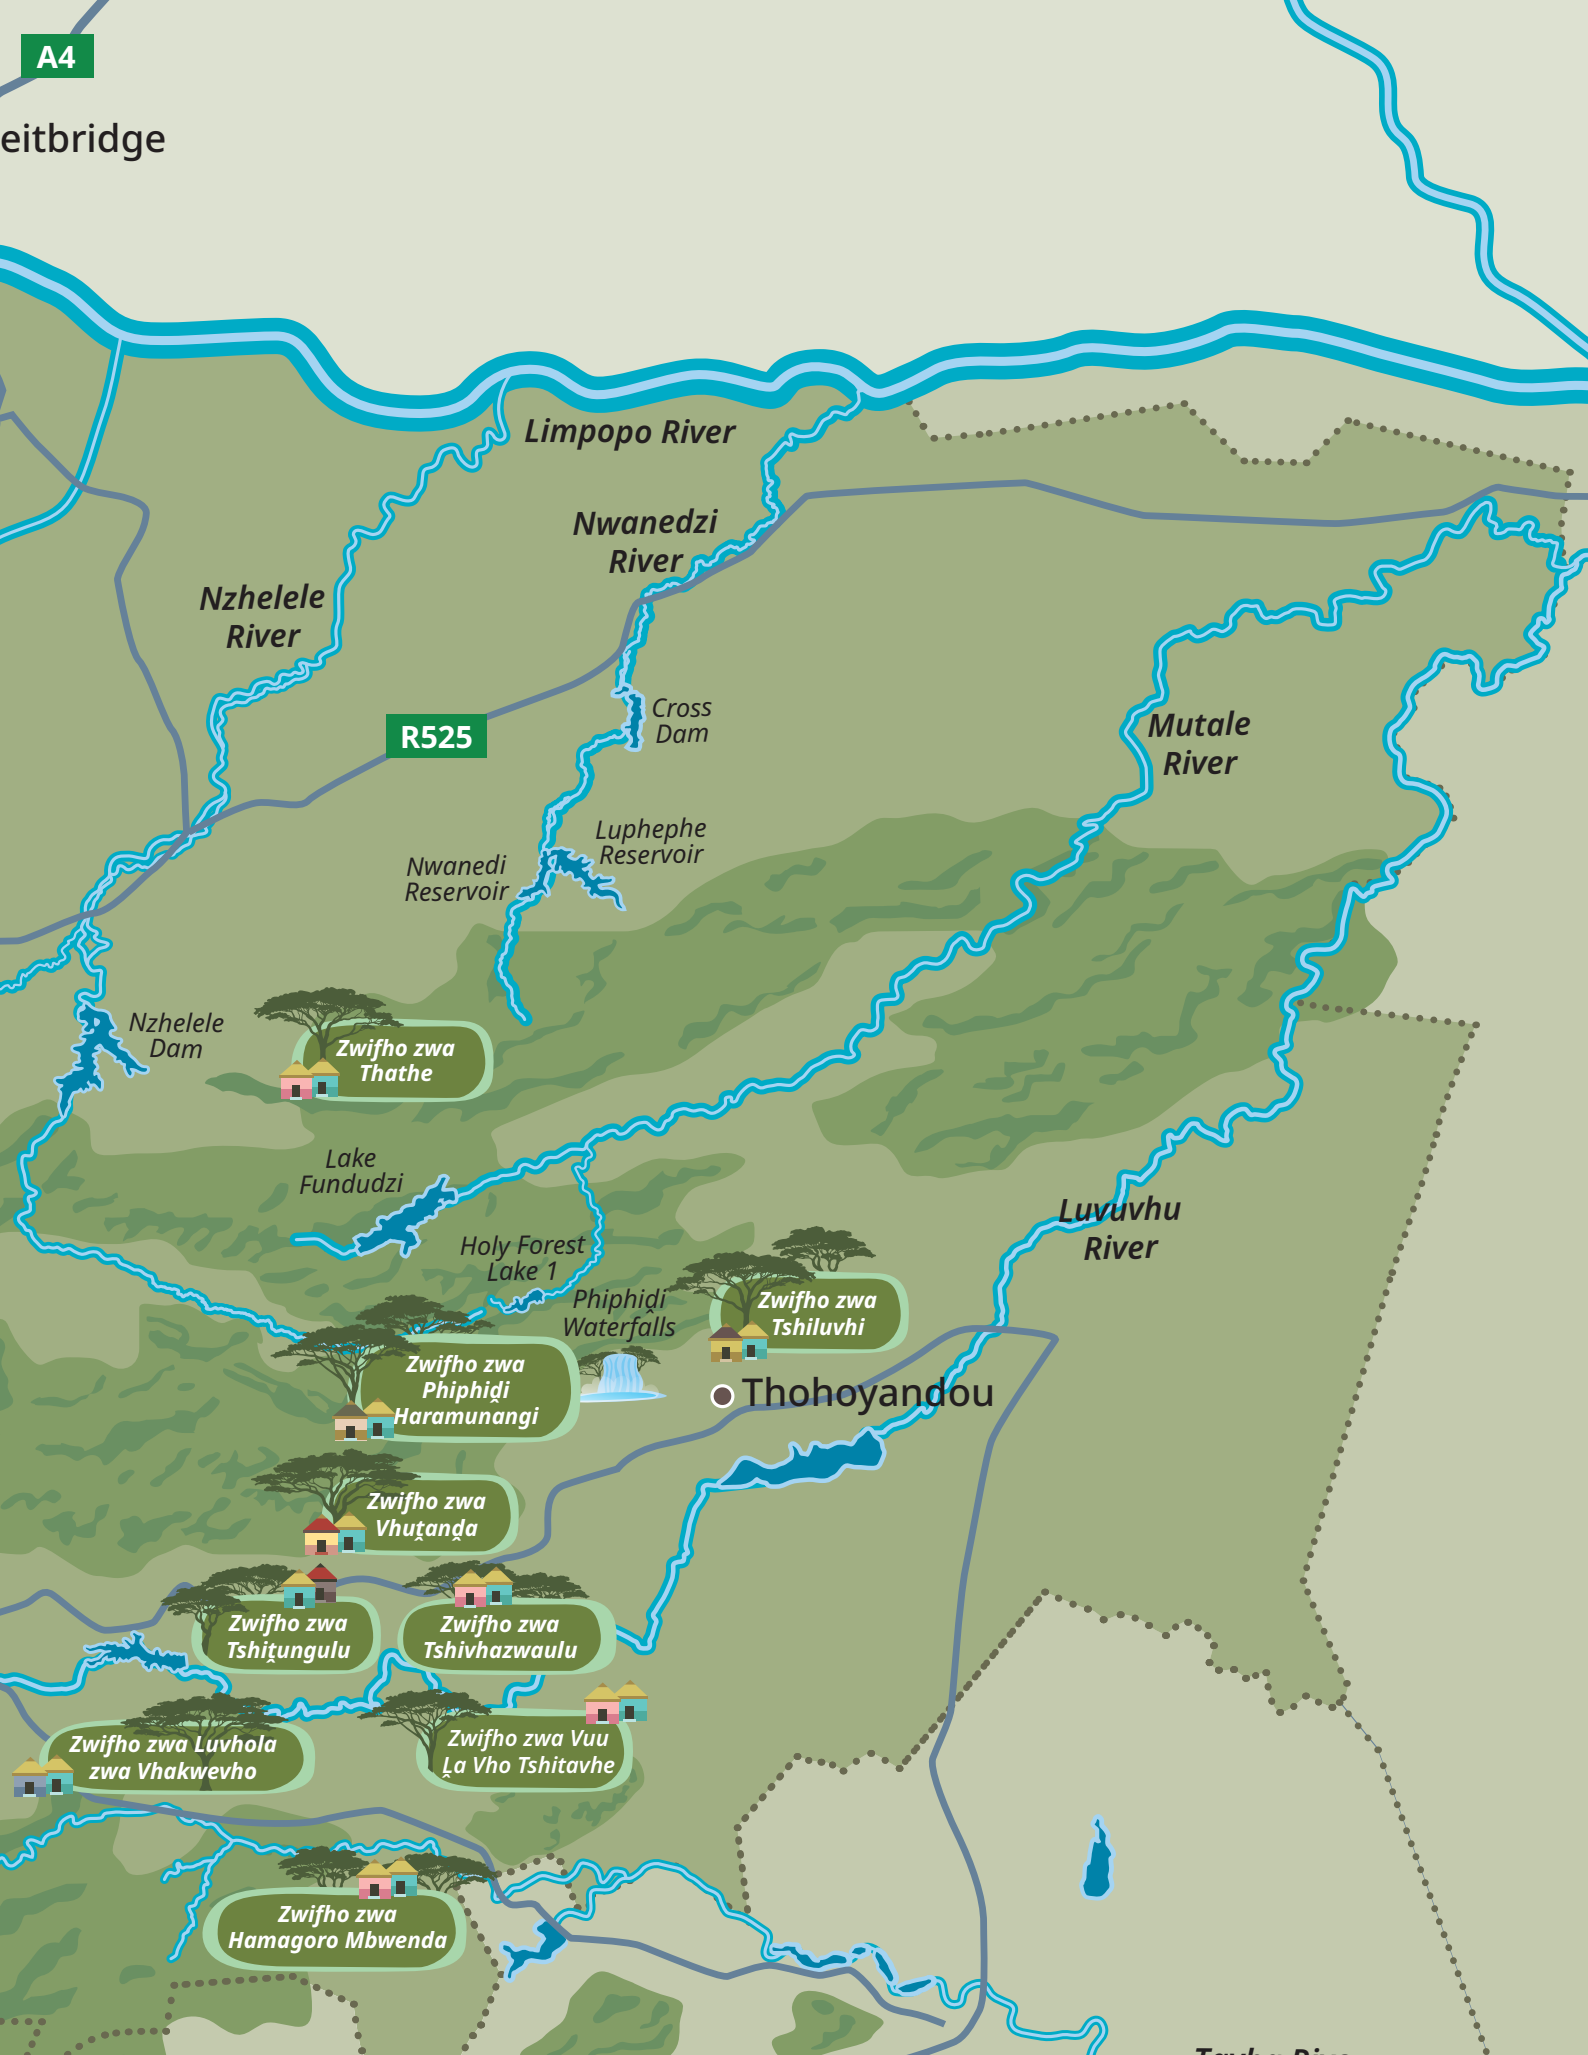 A4
eitbridge
Limpopo River
Nwanedzi
River
Nzhelele
River
Cross
Dam
R525
Mutale
River
Luphephe
Reservoir
Nwanedi
Reservoir
Nzhelele
Dam
Zwifho zwa
Thathe
Lake
Fundudzi
Luvuvhu
River
Holy Forest
Lake 1
Phiphiḓi
Waterfalls
Zwifho zwa
Tshiluvhi
Zwifho zwa
Phiphiḓi
Haramunangi
Thohoyandou
Zwifho zwa
Vhuṱanḓa
Zwifho zwa
Tshiṱungulu
Zwifho zwa
Tshivhazwaulu
Zwifho zwa Luvhola
zwa Vhakwevho
Zwifho zwa Vuu
Ḽa Vho Tshitavhe
Zwifho zwa
Hamagoro Mbwenda